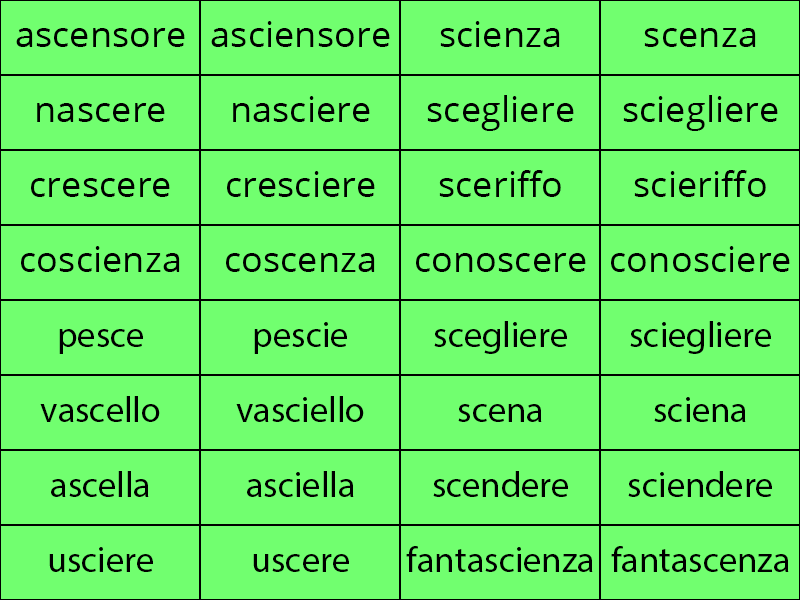 ascensore asciensore scienza scenza
nascere nasciere scegliere sciegliere
crescere cresciere sceriffo scieriffo
coscienza coscenza conoscere conosciere
pesce pescie scegliere sciegliere
vascello vasciello scena sciena
ascella asciella scendere sciendere
usciere uscere fantascienza fantascenza